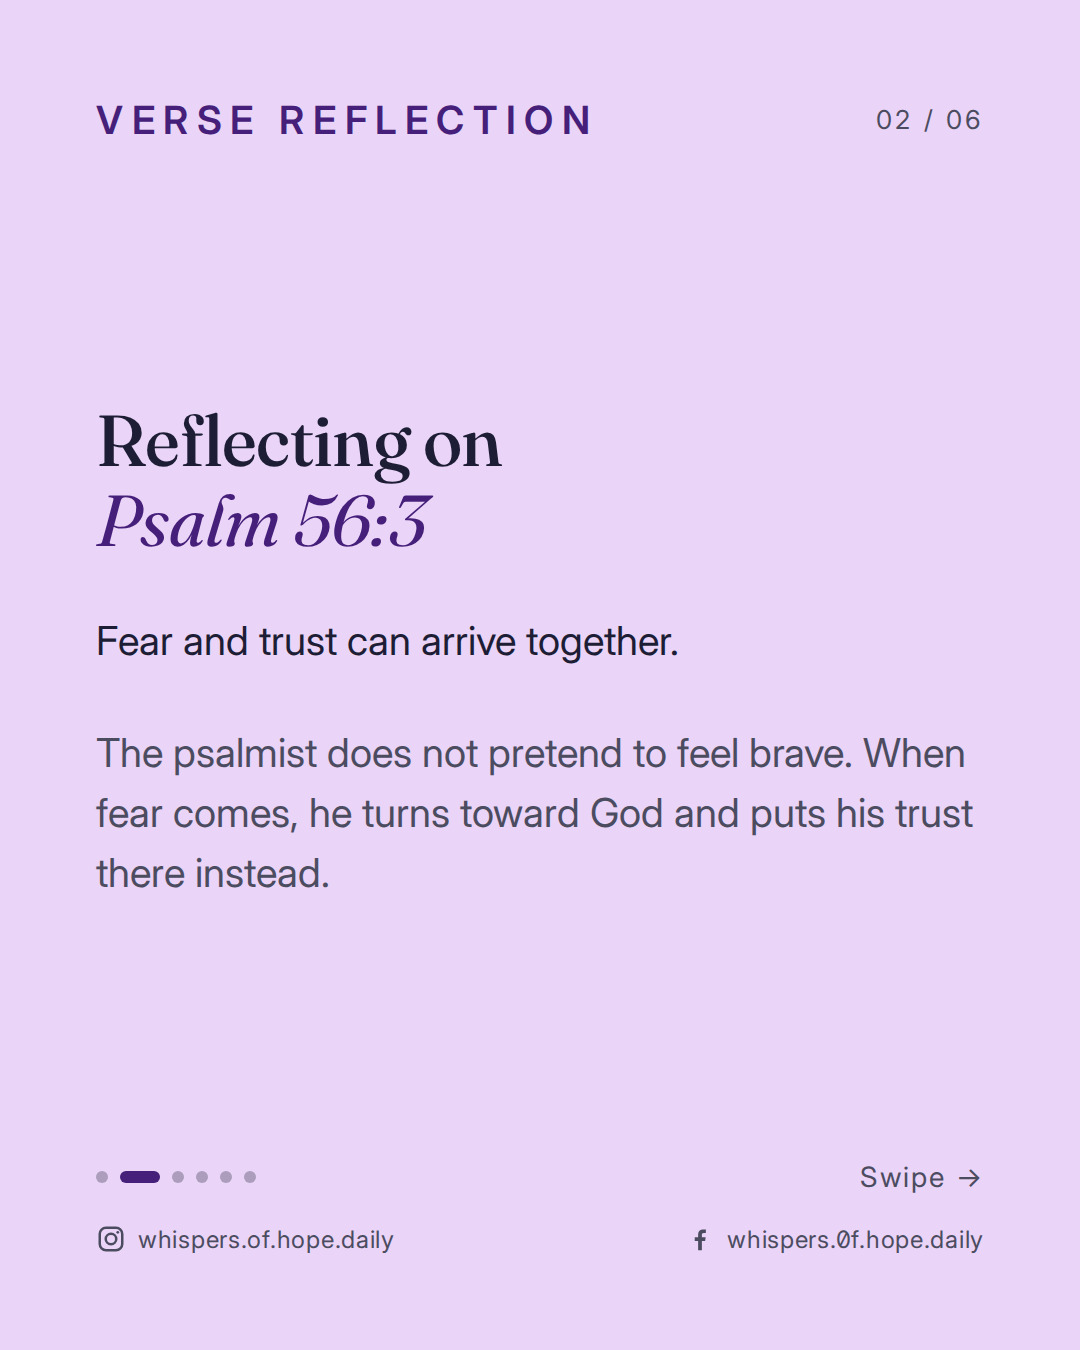 VERSE REFLECTION
02 / 06
Reflecting on
Psalm 56:3
Fear and trust can arrive together.
The psalmist does not pretend to feel brave. When
fear comes, he turns toward God and puts his trust
there instead.
Swipe →
whispers.of.hope.daily
whispers.0f.hope.daily